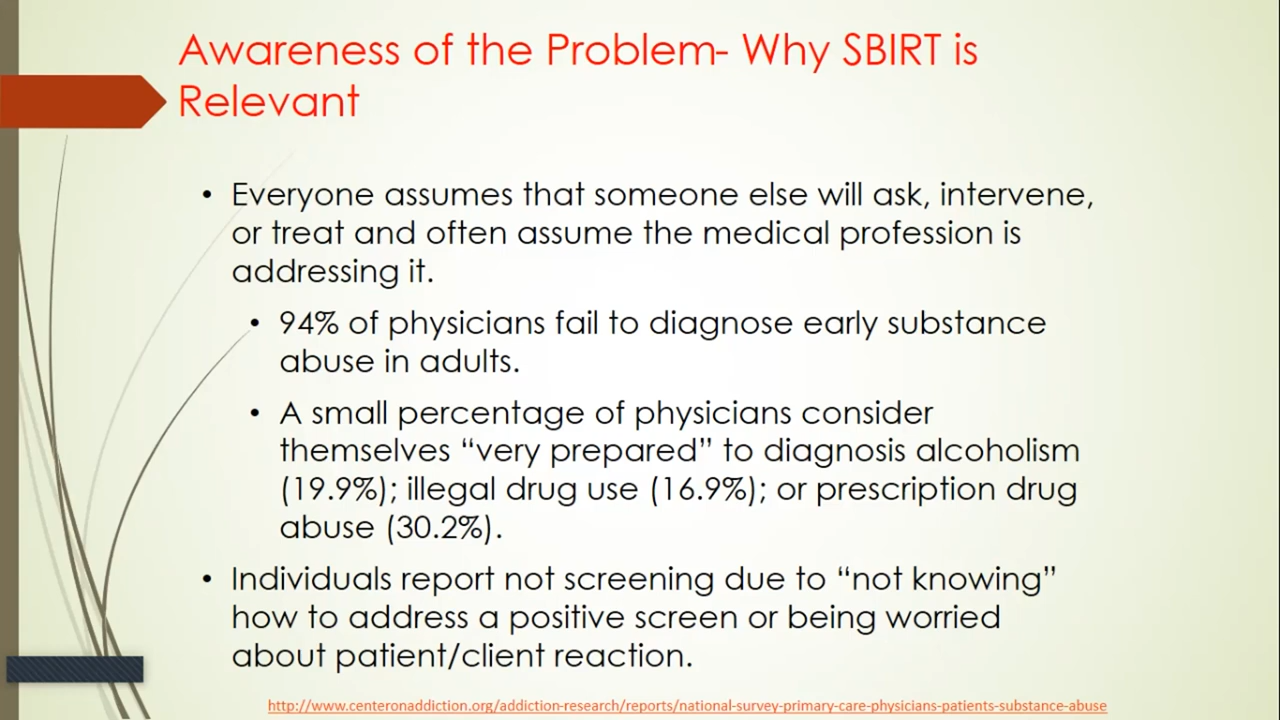 Awareness of the Problem- Why SBIRT is
Relevant
• Everyone assumes that someone else will ask, intervene,
or treat and often assume the medical profession is
addressing it.
• 94% of physicians fail to diagnose early substance
abuse in adults.
• A small percentage of physicians consider
themselves “very prepared” to diagnosis alcoholism
(19.9%); illegal drug use (16.9%); or prescription drug
abuse (30.2%).
• Individuals report not screening due to “not knowing”
how to address a positive screen or being worried
about patient/client reaction.
http://www.centeronaddiction.org/addiction-research/reports/national-survey-primary-care-physicians-patients-substance-abuse